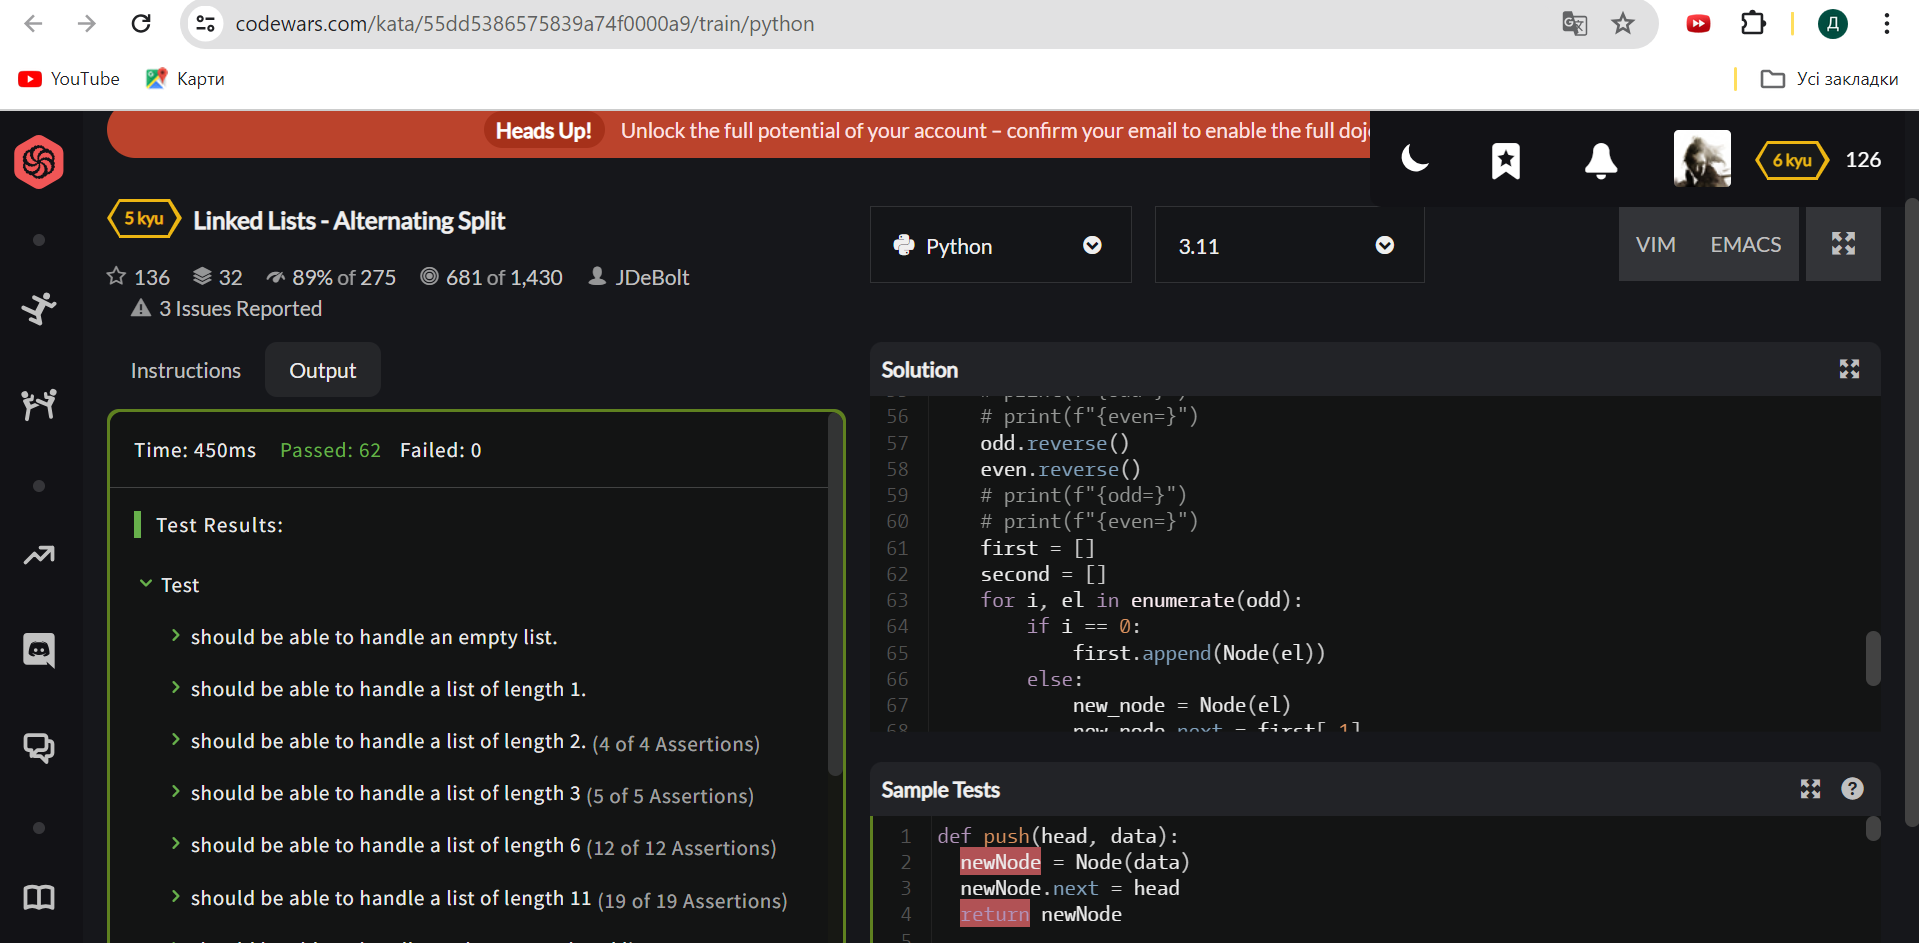 codewars.com/kata/55dd5386575839a74f0000a9/train/python
Д
YouTube
Карти
Усі закладки
Heads Up! Unlock the full potential of your account – confirm your email to enable the full
6 kyu 126
5 kyu Linked Lists - Alternating Split
136 32 89% of 275 681 of 1,430 JDeBolt
3 Issues Reported
Python
3.11
VIM EMACS
Instructions Output
Time: 450ms Passed: 62 Failed: 0
Test Results:
Test
should be able to handle an empty list.
should be able to handle a list of length 1.
should be able to handle a list of length 2. (4 of 4 Assertions)
should be able to handle a list of length 3 (5 of 5 Assertions)
should be able to handle a list of length 6 (12 of 12 Assertions)
should be able to handle a list of length 11 (19 of 19 Assertions)
Solution
56 # print(f"{even=}")
57 odd.reverse()
58 even.reverse()
59 # print(f"{odd=}")
60 # print(f"{even=}")
61 first = []
62 second = []
63 for i, el in enumerate(odd):
64 if i == 0:
65 first.append(Node(el))
66 else:
67 new_node = Node(el)
68 new_node.next = first[-1]
Sample Tests
?
1 def push(head, data):
2 newNode = Node(data)
3 newNode.next = head
4 return newNode
5